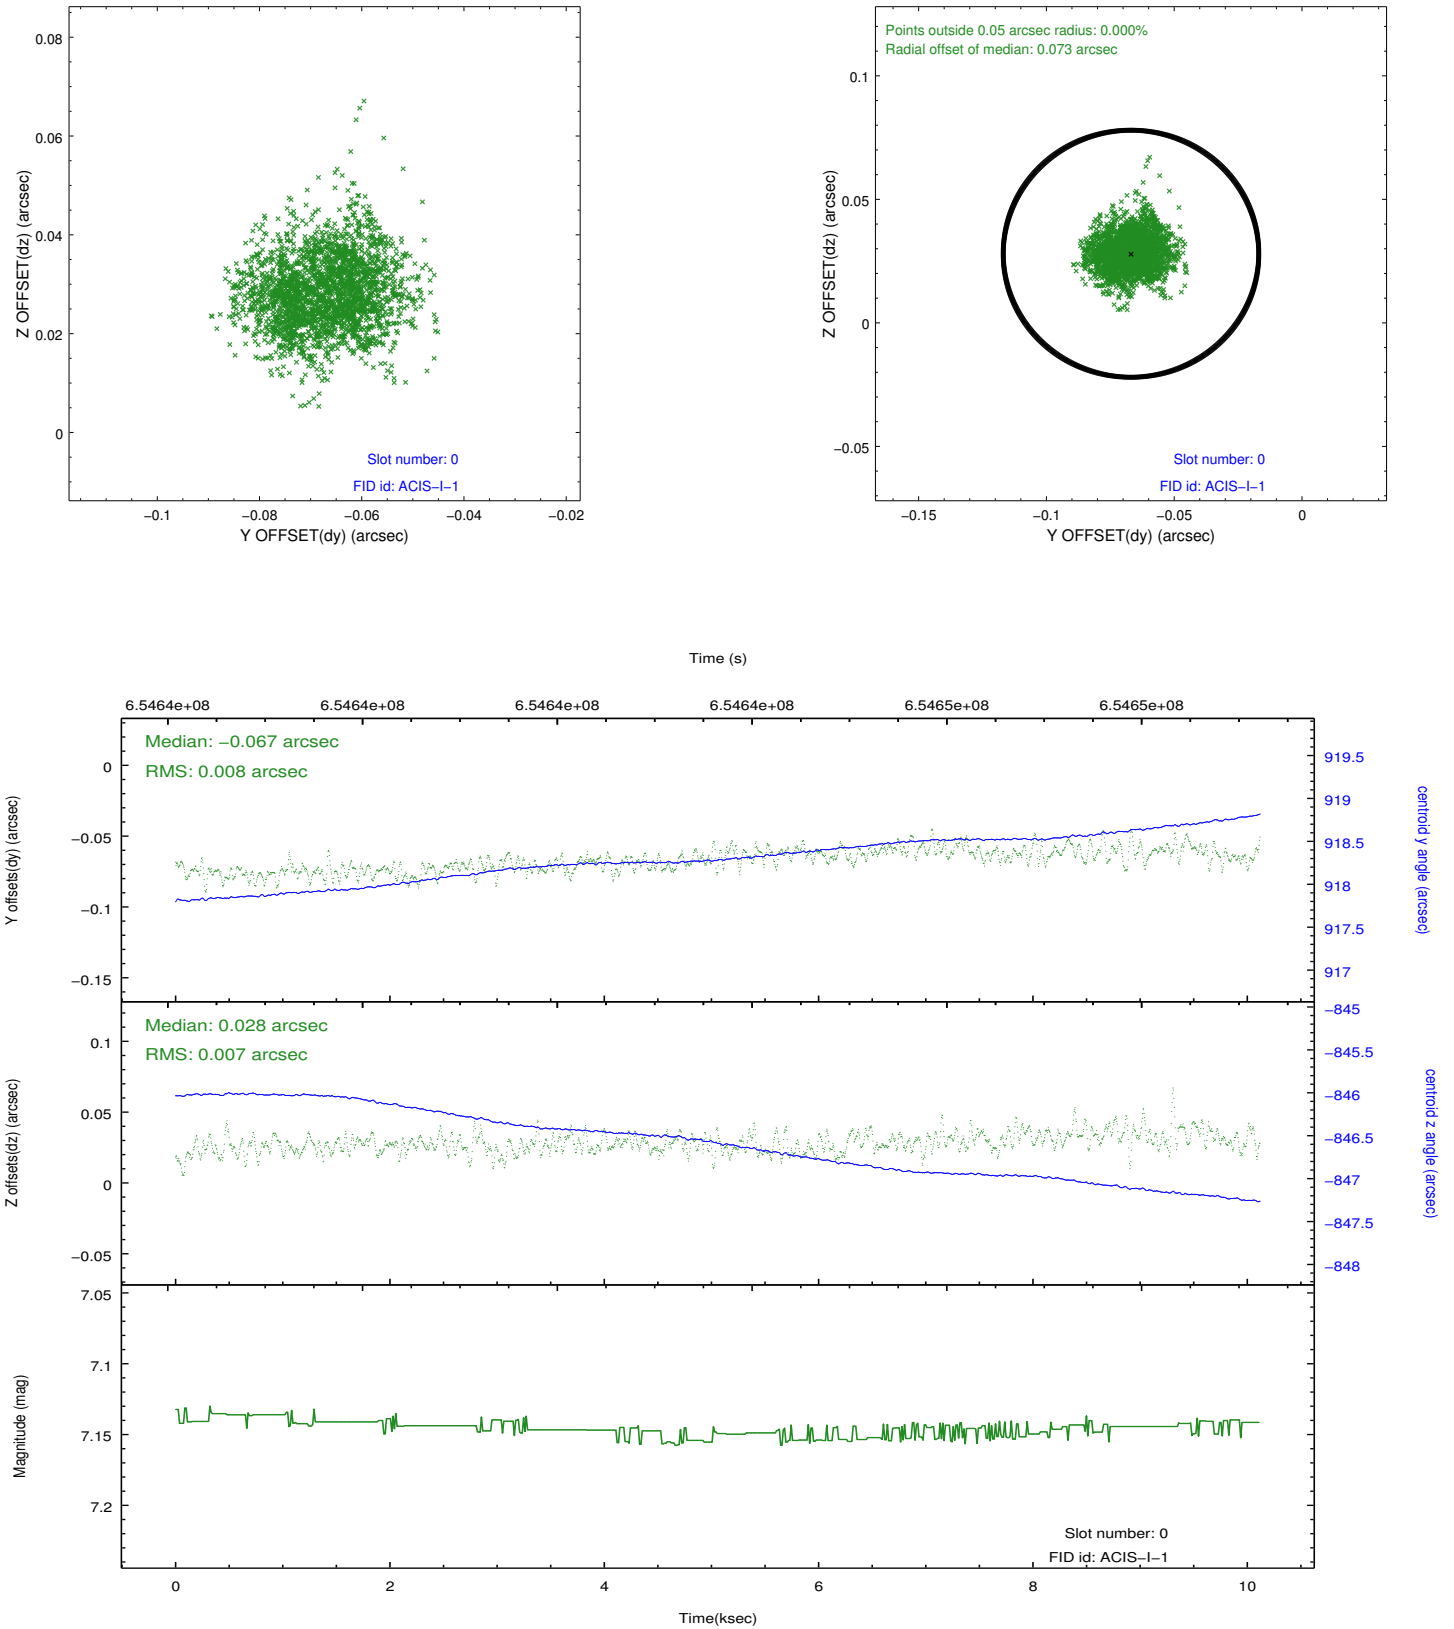 0.08
0.06
0.04
0.02
0
Z OFFSET(dz) (arcsec)
Slot number: 0
FID id: ACIS−I−1
−0.1
−0.08
−0.06
−0.04
−0.02
Y OFFSET(dy) (arcsec)
Points outside 0.05 arcsec radius: 0.000%
Radial offset of median: 0.073 arcsec
0.1
0.05
0
−0.05
Z OFFSET(dz) (arcsec)
Slot number: 0
FID id: ACIS−I−1
−0.15
−0.1
−0.05
0
Y OFFSET(dy) (arcsec)
Time (s)
6.5464e+08
6.5464e+08
6.5464e+08
6.5464e+08
6.5465e+08
6.5465e+08
Median: −0.067 arcsec
RMS: 0.008 arcsec
0
−0.05
−0.1
−0.15
Y offsets(dy) (arcsec)
919.5
919
918.5
918
917.5
917
centroid y angle (arcsec)
Median: 0.028 arcsec
RMS: 0.007 arcsec
0.1
0.05
0
−0.05
Z offsets(dz) (arcsec)
−845
−845.5
−846
−846.5
−847
−847.5
−848
centroid z angle (arcsec)
7.05
7.1
7.15
7.2
Magnitude (mag)
Slot number: 0
FID id: ACIS−I−1
0
2
4
6
8
10
Time(ksec)